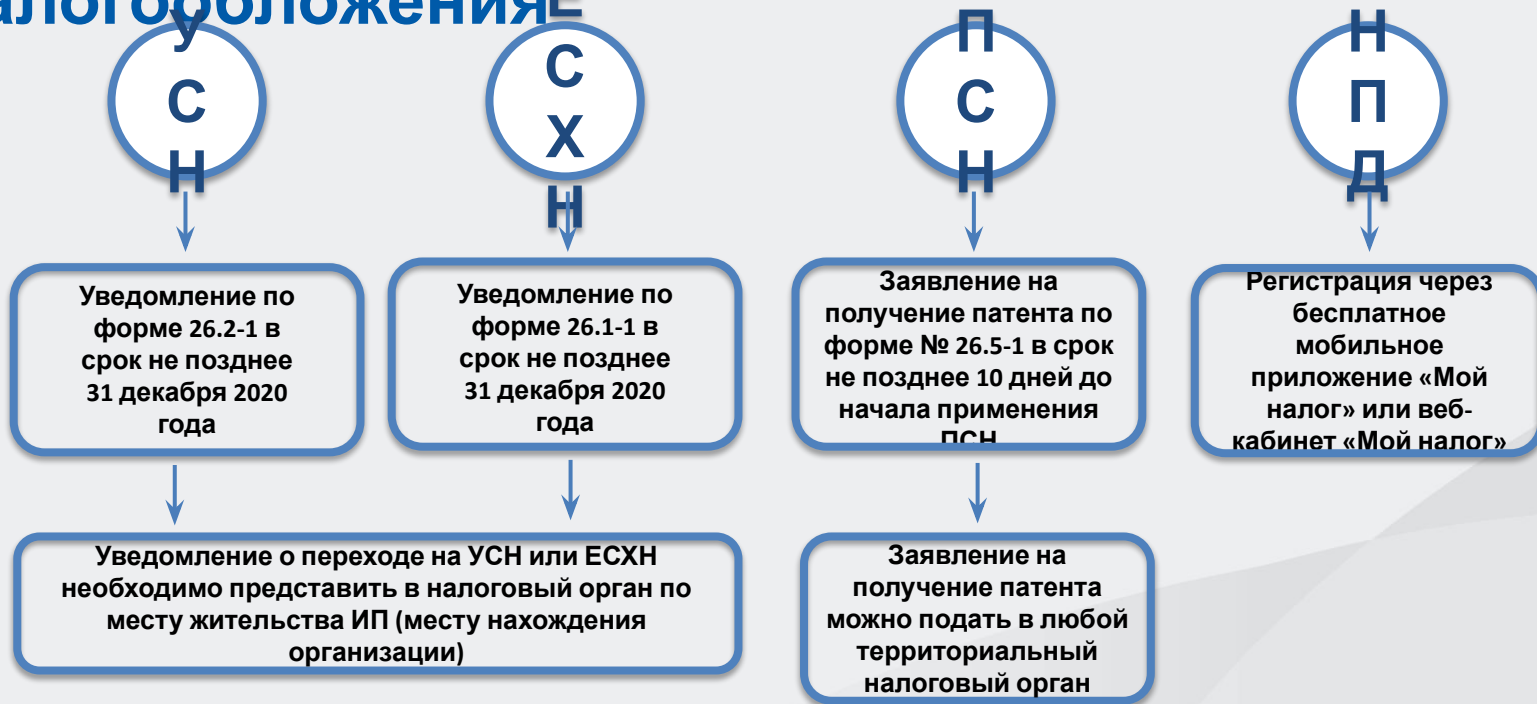 алогообложения
У
С
Н
Е
С
Х
Н
П
С
Н
Н
П
Д
Уведомление по
форме 26.2-1 в
срок не позднее
31 декабря 2020
года
Уведомление по
форме 26.1-1 в
срок не позднее
31 декабря 2020
года
Заявление на
получение патента по
форме № 26.5-1 в срок
не позднее 10 дней до
начала применения
ПСН
Регистрация через
бесплатное
мобильное
приложение «Мой
налог» или веб-
кабинет «Мой налог»
Уведомление о переходе на УСН или ЕСХН
необходимо представить в налоговый орган по
месту жительства ИП (месту нахождения
организации)
Заявление на
получение патента
можно подать в любой
территориальный
налоговый орган